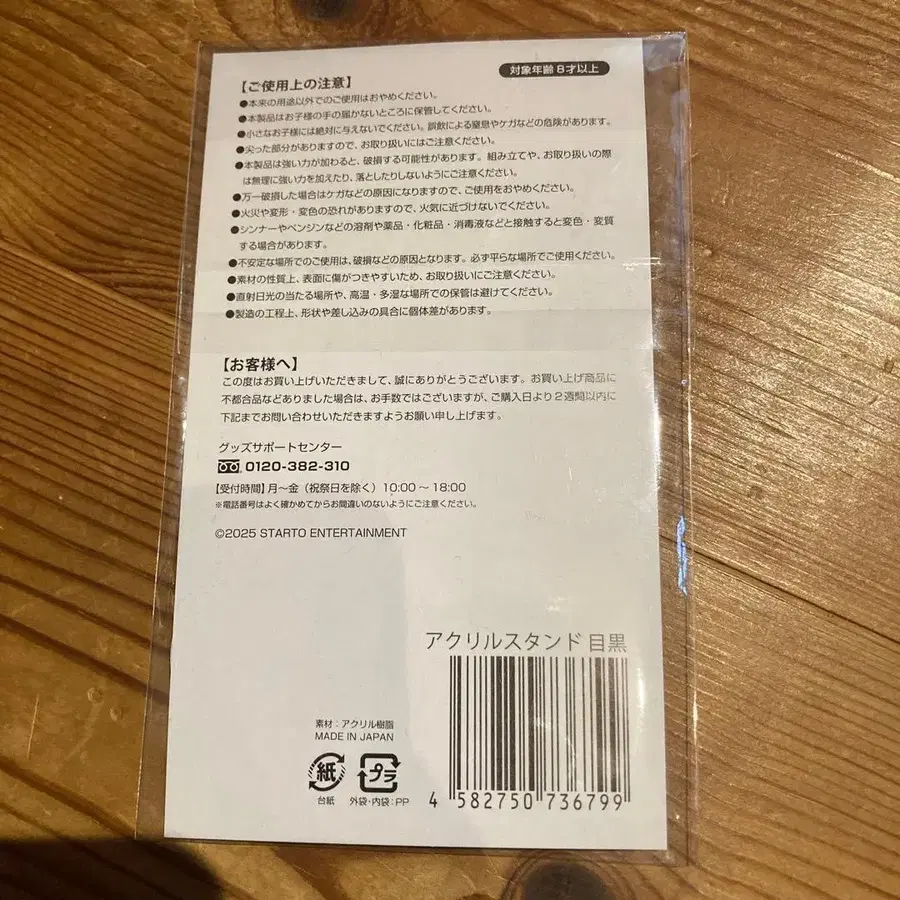 対象年齢8才以上
【ご使用上の注意】
●本来の用途以外でのご使用はおやめください。
●本製品はお子様の手の届かないところに保管してください。
●小さなお子様には絶対に与えないでください。誤飲による窒息やケガなどの危険があります。
●尖った部分がありますので、お取り扱いにはご注意ください。
●本製品は強い力が加わると、破損する可能性があります。組み立てや、お取り扱いの際
は無理に強い力を加えたり、落としたりしないようにご注意ください。
●万一破損した場合はケガなどの原因になりますので、ご使用をおやめください。
●火災や変形・変色の恐れがありますので、火気に近づけないでください。
●シンナーやベンジンなどの溶剤や薬品・化粧品・消毒液などと接触すると変色・変質
する場合があります。
●不安定な場所でのご使用は、破損などの原因となります。必ず平らな場所でご使用ください。
●素材の性質上、表面に傷がつきやすいため、お取り扱いにご注意ください。
●直射日光の当たる場所や、高温・多湿な場所での保管は避けてください。
●製造の工程上、形状や差し込みの具合に個体差があります。
【お客様へ】
この度はお買い上げいただきまして、誠にありがとうございます。お買い上げ商品に
不都合品などありました場合は、お手数ではございますが、ご購入日より2週間以内に
下記までお問い合わせいただきますようお願い申し上げます。
グッズサポートセンター
0120-382-310
【受付時間】月〜金（祝祭日を除く）10:00〜18:00
※電話番号はよく確かめてからお間違いのないようにご注意ください。
©2025 STARTO ENTERTAINMENT
アクリルスタンド 目黒
素材：アクリル樹脂
MADE IN JAPAN
紙 プラ
台紙 外袋・内袋：PP
4 582750 736799